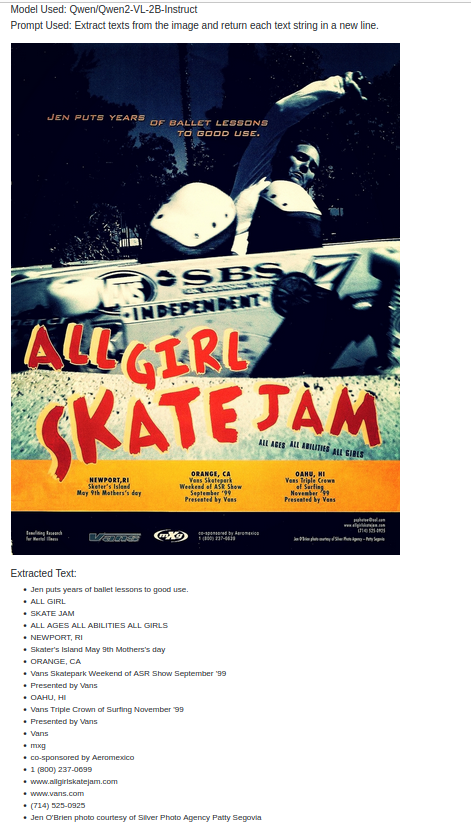 Model Used: Qwen/Qwen2-VL-2B-Instruct
Prompt Used: Extract texts from the image and return each text string in a new line.
JEN PUTS YEARS OF BALLET LESSONS
TO GOOD USE.
SBS
INDEPENDENT
ALL GIRL
SKATE JAM
ALL AGES ALL ABILITIES ALL GIRLS
NEWPORT,RI
Skater's Island
May 9th Mothers's day
ORANGE, CA
Vans Skatepark
Weekend of ASR Show
September '99
Presented by Vans
OAHU, HI
Vans Triple Crown
of Surfing
November '99
Presented by Vans
Benefiting Research
for Mental Illness
VANS
mxg
co-sponsored by Aeromexico
1 (800) 237-6639
www.allgirlskatejam.com
(714) 525-0925
Jen O'Brien photo courtesy of Silver Photo Agency - Patty Segovia
Extracted Text:
• Jen puts years of ballet lessons to good use.
• ALL GIRL
• SKATE JAM
• ALL AGES ALL ABILITIES ALL GIRLS
• NEWPORT, RI
• Skater's Island May 9th Mothers's day
• ORANGE, CA
• Vans Skatepark Weekend of ASR Show September '99
• Presented by Vans
• OAHU, HI
• Vans Triple Crown of Surfing November '99
• Presented by Vans
• Vans
• mxg
• co-sponsored by Aeromexico
• 1 (800) 237-0699
• www.allgirlskatejam.com
• www.vans.com
• (714) 525-0925
• Jen O'Brien photo courtesy of Silver Photo Agency Patty Segovia